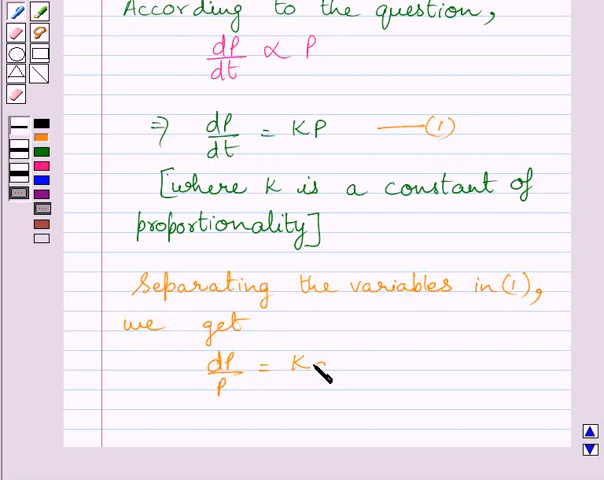 According to the question,
dP/dt ∝ P
⇒ dP/dt = KP —(1)
[where K is a constant of
proportionality]
Separating the variables in (1),
we get
dP/P = K